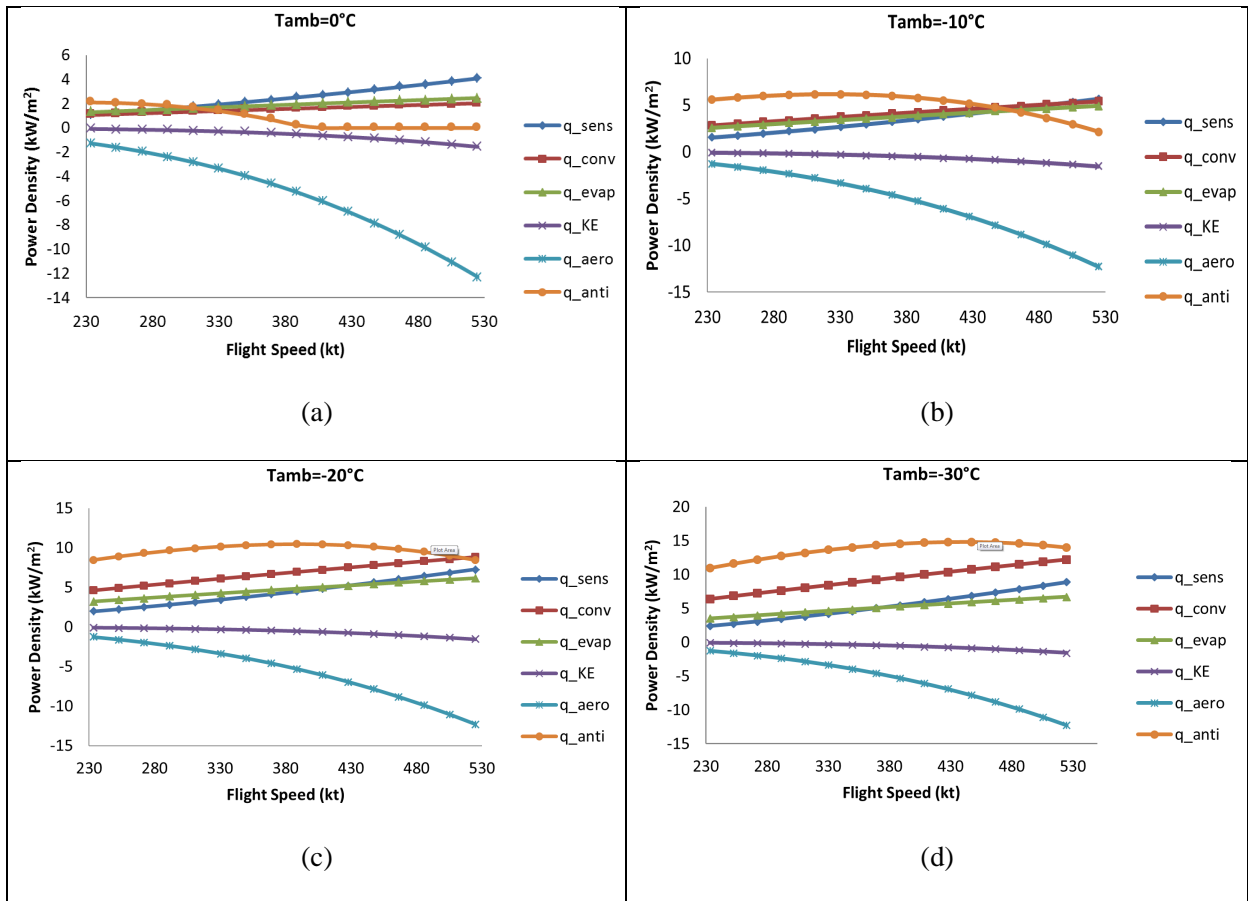 Tamb=0°C
6
4
2
0
-2
-4
-6
-8
-10
-12
-14
Power Density (kW/m²)
230 280 330 380 430 480 530
Flight Speed (kt)
q_sens
q_conv
q_evap
q_KE
q_aero
q_anti
(a)
Tamb=-10°C
10
5
0
-5
-10
-15
Power Density (kW/m²)
230 280 330 380 430 480 530
Flight Speed (kt)
q_sens
q_conv
q_evap
q_KE
q_aero
q_anti
(b)
Tamb=-20°C
15
10
5
0
-5
-10
-15
Power Density (kW/m²)
Plot Area
230 280 330 380 430 480 530
Flight Speed (kt)
q_sens
q_conv
q_evap
q_KE
q_aero
q_anti
(c)
Tamb=-30°C
20
15
10
5
0
-5
-10
-15
Power Density (kW/m²)
Plot Area
230 280 330 380 430 480 530
Flight Speed (kt)
q_sens
q_conv
q_evap
q_KE
q_aero
q_anti
(d)